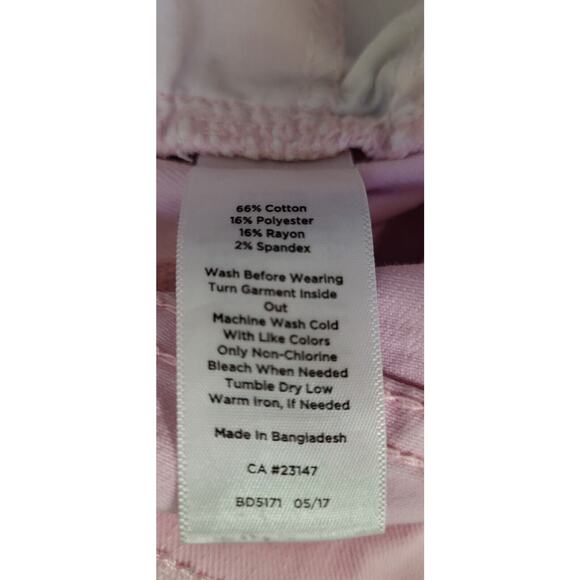 66% Cotton
16% Polyester
16% Rayon
2% Spandex
Wash Before Wearing
Turn Garment Inside
Out
Machine Wash Cold
With Like Colors
Only Non-Chlorine
Bleach When Needed
Tumble Dry Low
Warm Iron, If Needed
Made In Bangladesh
CA #23147
BD5171 05/17